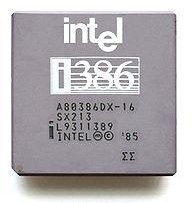 intel
i386
A80386DX-16
SX213
i L9311389
INTEL Ⓜ © '85
ΣΣ